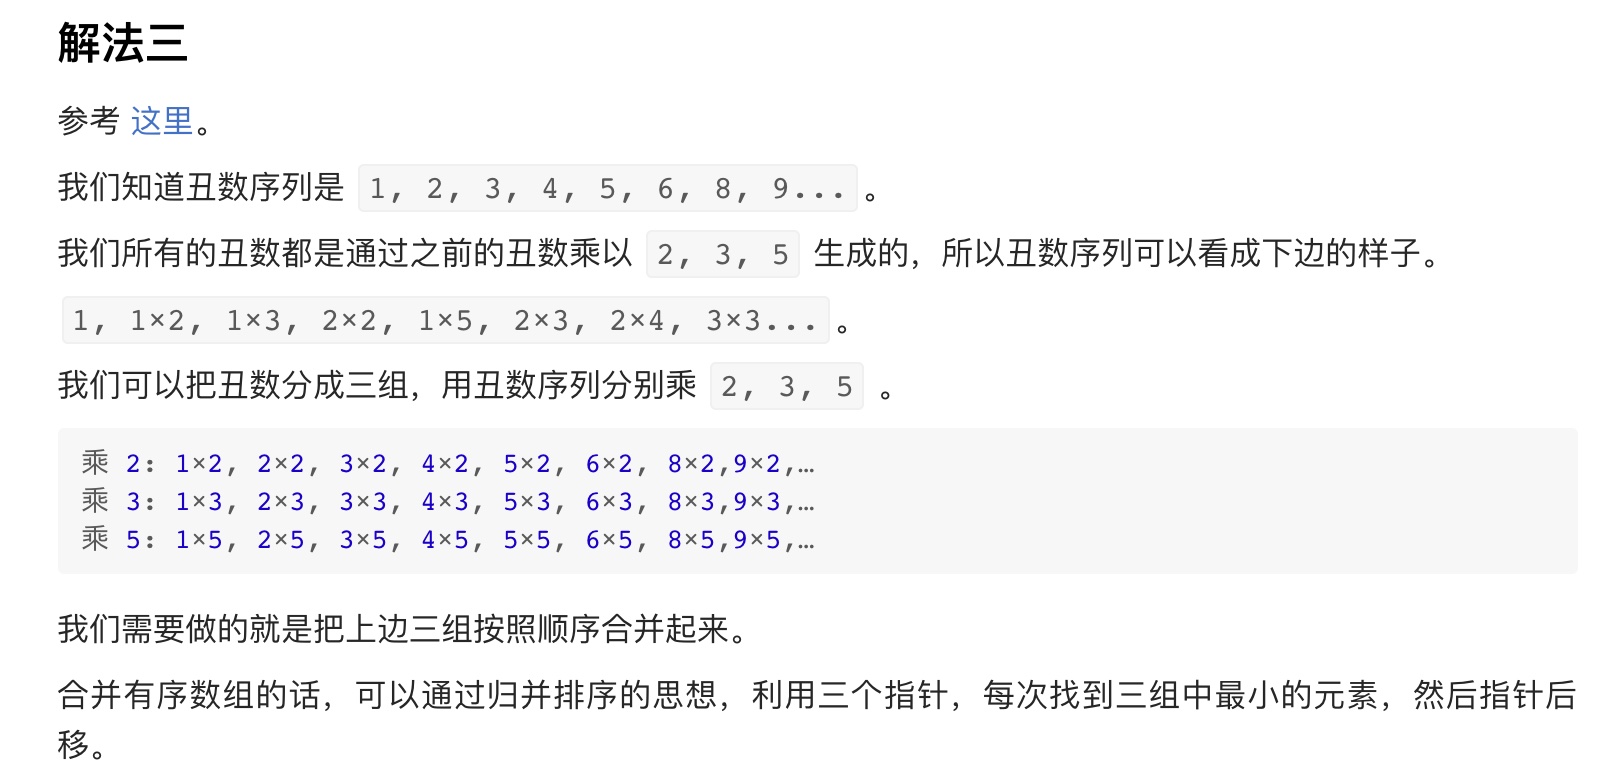 解法三
参考 这里。
我们知道丑数序列是 1, 2, 3, 4, 5, 6, 8, 9... 。
我们所有的丑数都是通过之前的丑数乘以 2, 3, 5 生成的，所以丑数序列可以看成下边的样子。
1, 1×2, 1×3, 2×2, 1×5, 2×3, 2×4, 3×3... 。
我们可以把丑数分成三组，用丑数序列分别乘 2, 3, 5 。
乘 2: 1×2, 2×2, 3×2, 4×2, 5×2, 6×2, 8×2,9×2,…
乘 3: 1×3, 2×3, 3×3, 4×3, 5×3, 6×3, 8×3,9×3,…
乘 5: 1×5, 2×5, 3×5, 4×5, 5×5, 6×5, 8×5,9×5,…
我们需要做的就是把上边三组按照顺序合并起来。
合并有序数组的话，可以通过归并排序的思想，利用三个指针，每次找到三组中最小的元素，然后指针后
移。